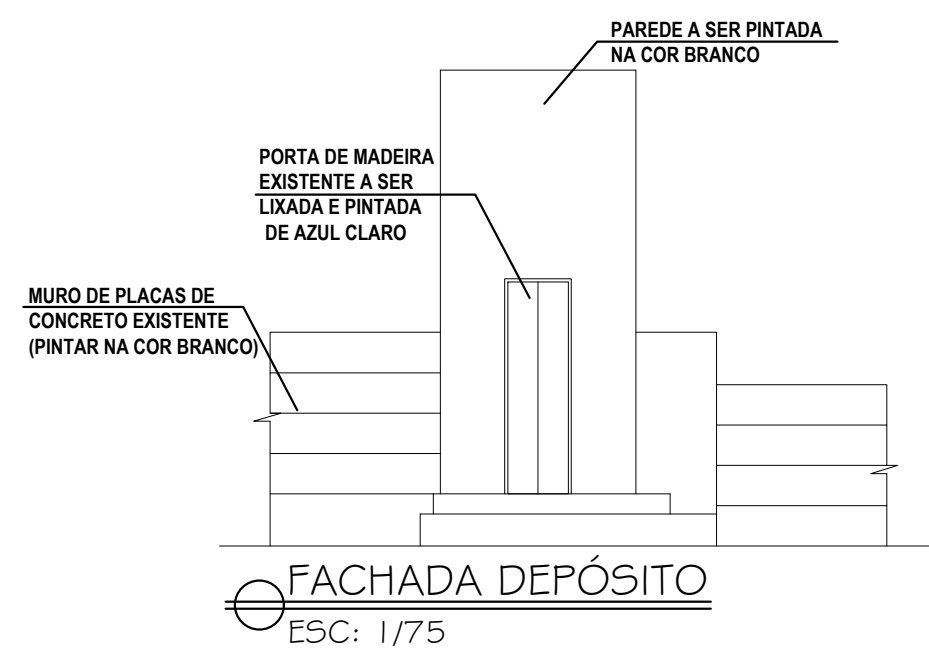 PAREDE A SER PINTADA
NA COR BRANCO
PORTA DE MADEIRA
EXISTENTE A SER
LIXADA E PINTADA
DE AZUL CLARO
MURO DE PLACAS DE
CONCRETO EXISTENTE
(PINTAR NA COR BRANCO)
FACHADA DEPÓSITO
ESC: 1/75